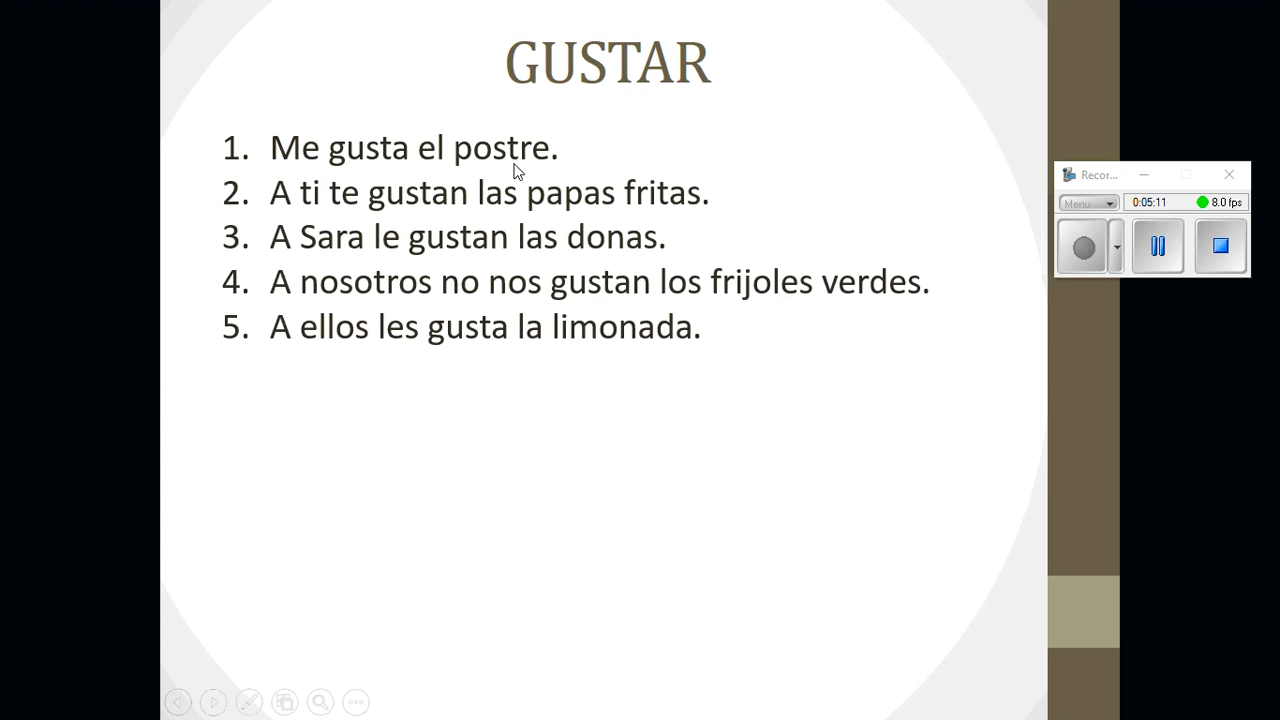 GUSTAR
1. Me gusta el postre.
2. A ti te gustan las papas fritas.
3. A Sara le gustan las donas.
4. A nosotros no nos gustan los frijoles verdes.
5. A ellos les gusta la limonada.
Recor...
Menu
0:05:11
8.0 fps